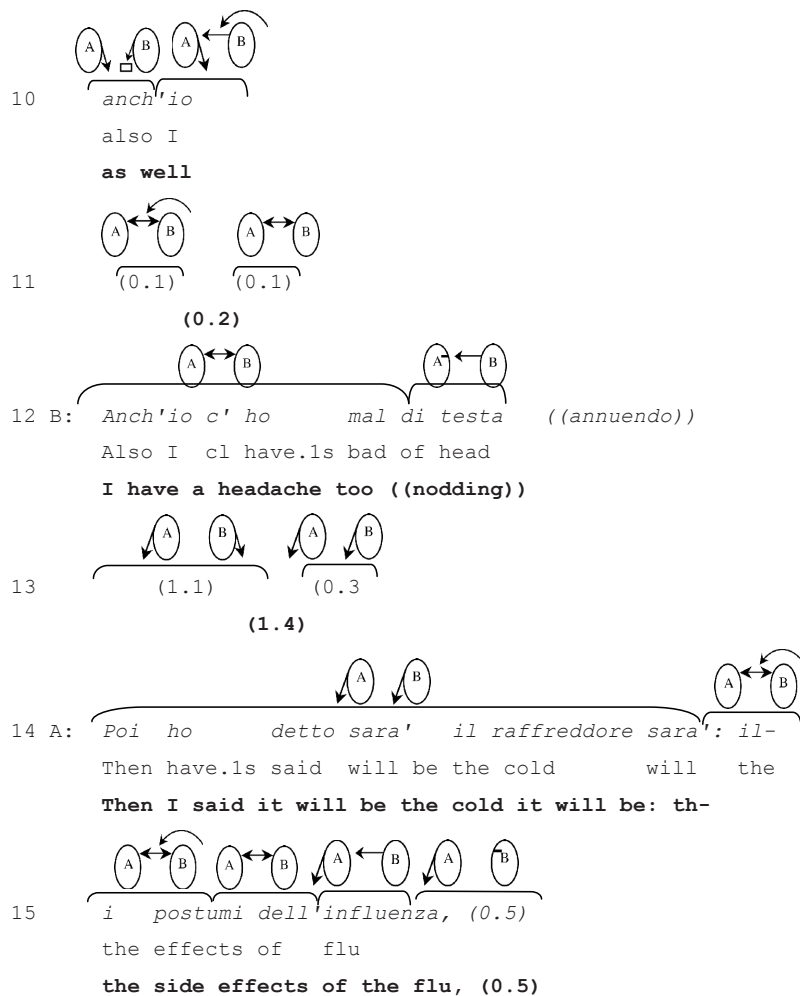 A B A B
10 anch'io
also I
as well
A B A B
11 (0.1) (0.1)
(0.2)
A B A B
12 B: Anch'io c' ho mal di testa ((annuendo))
Also I cl have.1s bad of head
I have a headache too ((nodding))
A B A B
13 (1.1) (0.3
(1.4)
A B A B
14 A: Poi ho detto sara' il raffreddore sara': il-
Then have.1s said will be the cold will the
Then I said it will be the cold it will be: th-
A B A B A B A B
15 i postumi dell'influenza, (0.5)
the effects of flu
the side effects of the flu, (0.5)